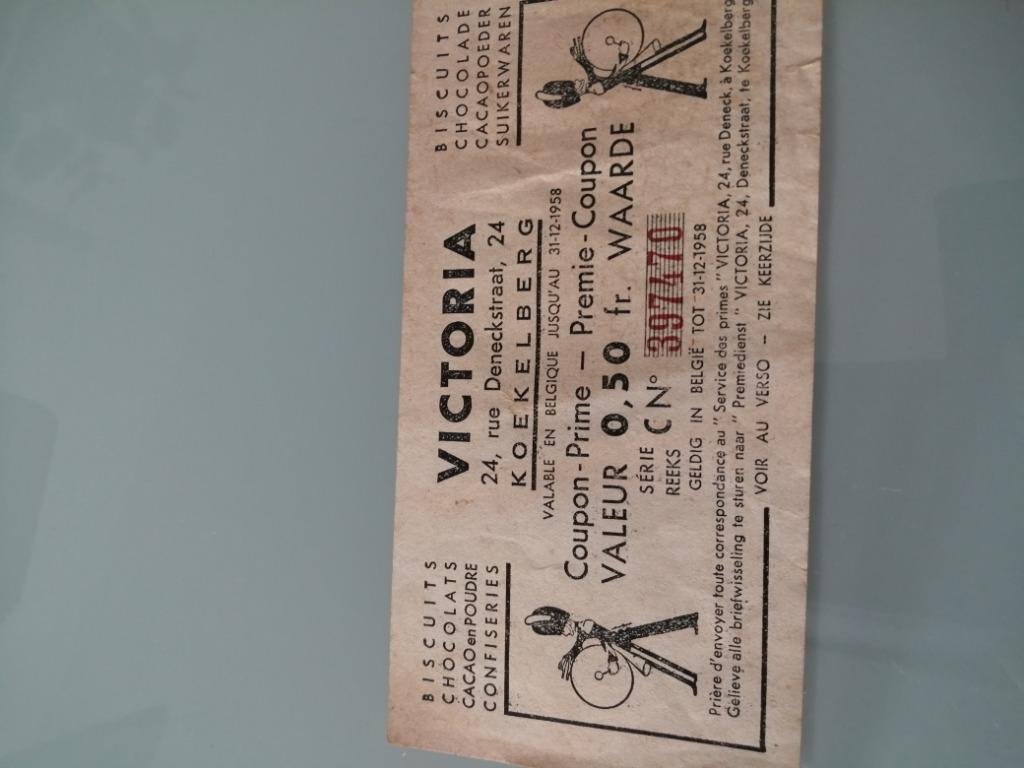 BISCUITS
CHOCOLATS
CACAO en POUDRE
CONFISERIES
VICTORIA
24, rue Deneckstraat, 24
KOEKELBERG
BISCUITS
CHOCOLADE
CACAOPOEDER
SUIKERWAREN
VALABLE EN BELGIQUE JUSQU'AU 31-12-1958
Coupon-Prime — Premie-Coupon
VALEUR 0,50 fr. WAARDE
SÉRIE
REEKS
C N° 397470
GELDIG IN BELGIË TOT 31-12-1958
Prière d'envoyer toute correspondance au "Service des primes "VICTORIA, 24, rue Deneck, à Koekelberg
Gelieve alle briefwisseling te sturen naar "Premiedienst" VICTORIA, 24, Deneckstraat, te Koekelberg
VOIR AU VERSO – ZIE KEERZIJDE